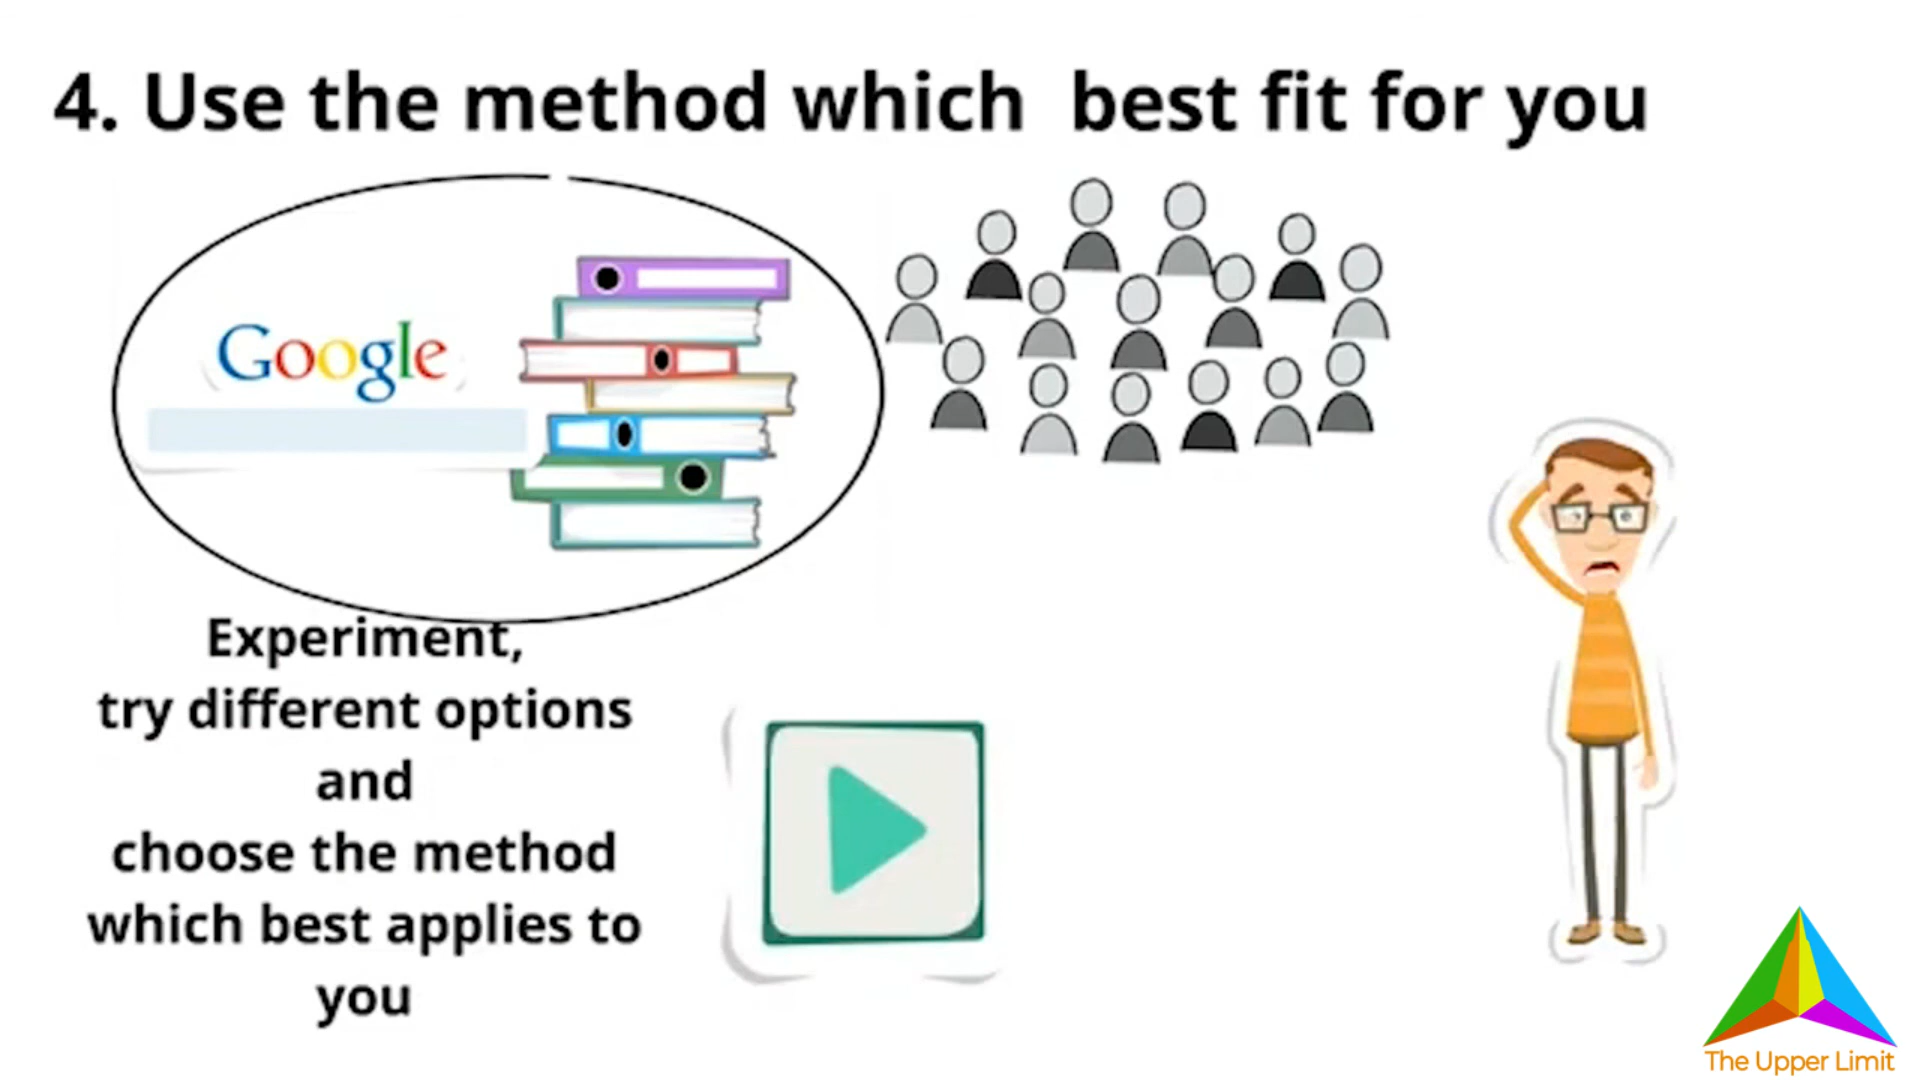 4. Use the method which  best fit for you
Google
Experiment,
try different options
and
choose the method
which best applies to
you
The Upper Limit